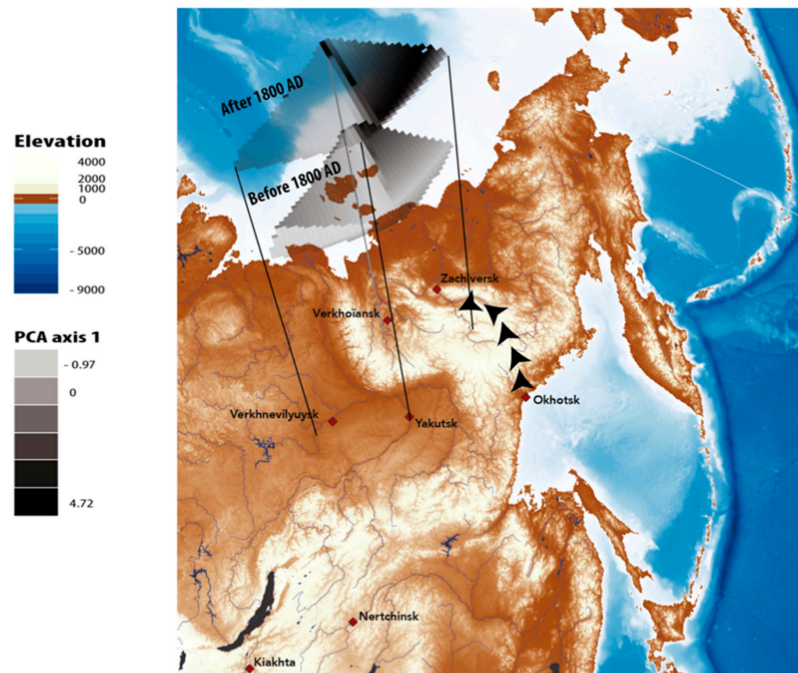 After 1800 AD
Before 1800 AD
Elevation
4000
2000
1000
0
- 5000
- 9000
PCA axis 1
- 0.97
0
4.72
Zachiversk
Verkhoïansk
Okhotsk
Verkhnevilyuysk
Yakutsk
Nertchinsk
Kiakhta